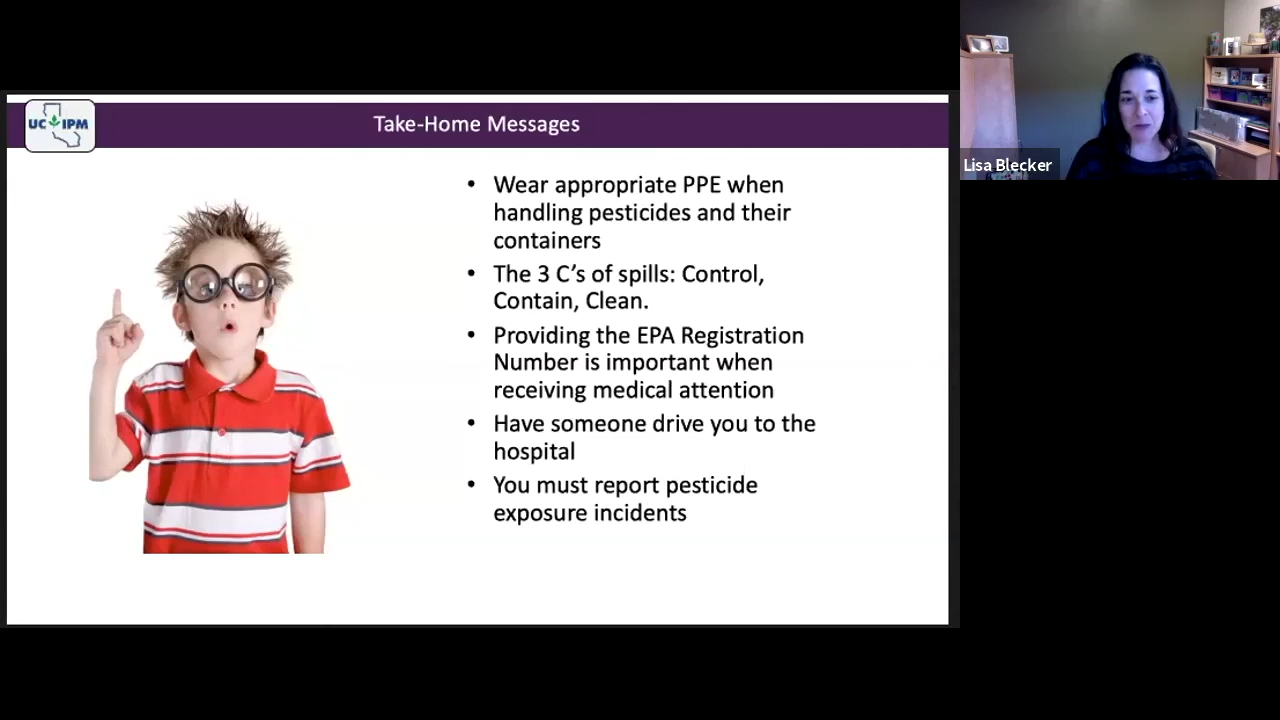 UC IPM
Take-Home Messages
• Wear appropriate PPE when
handling pesticides and their
containers
• The 3 C’s of spills: Control,
Contain, Clean.
• Providing the EPA Registration
Number is important when
receiving medical attention
• Have someone drive you to the
hospital
• You must report pesticide
exposure incidents
Lisa Blecker